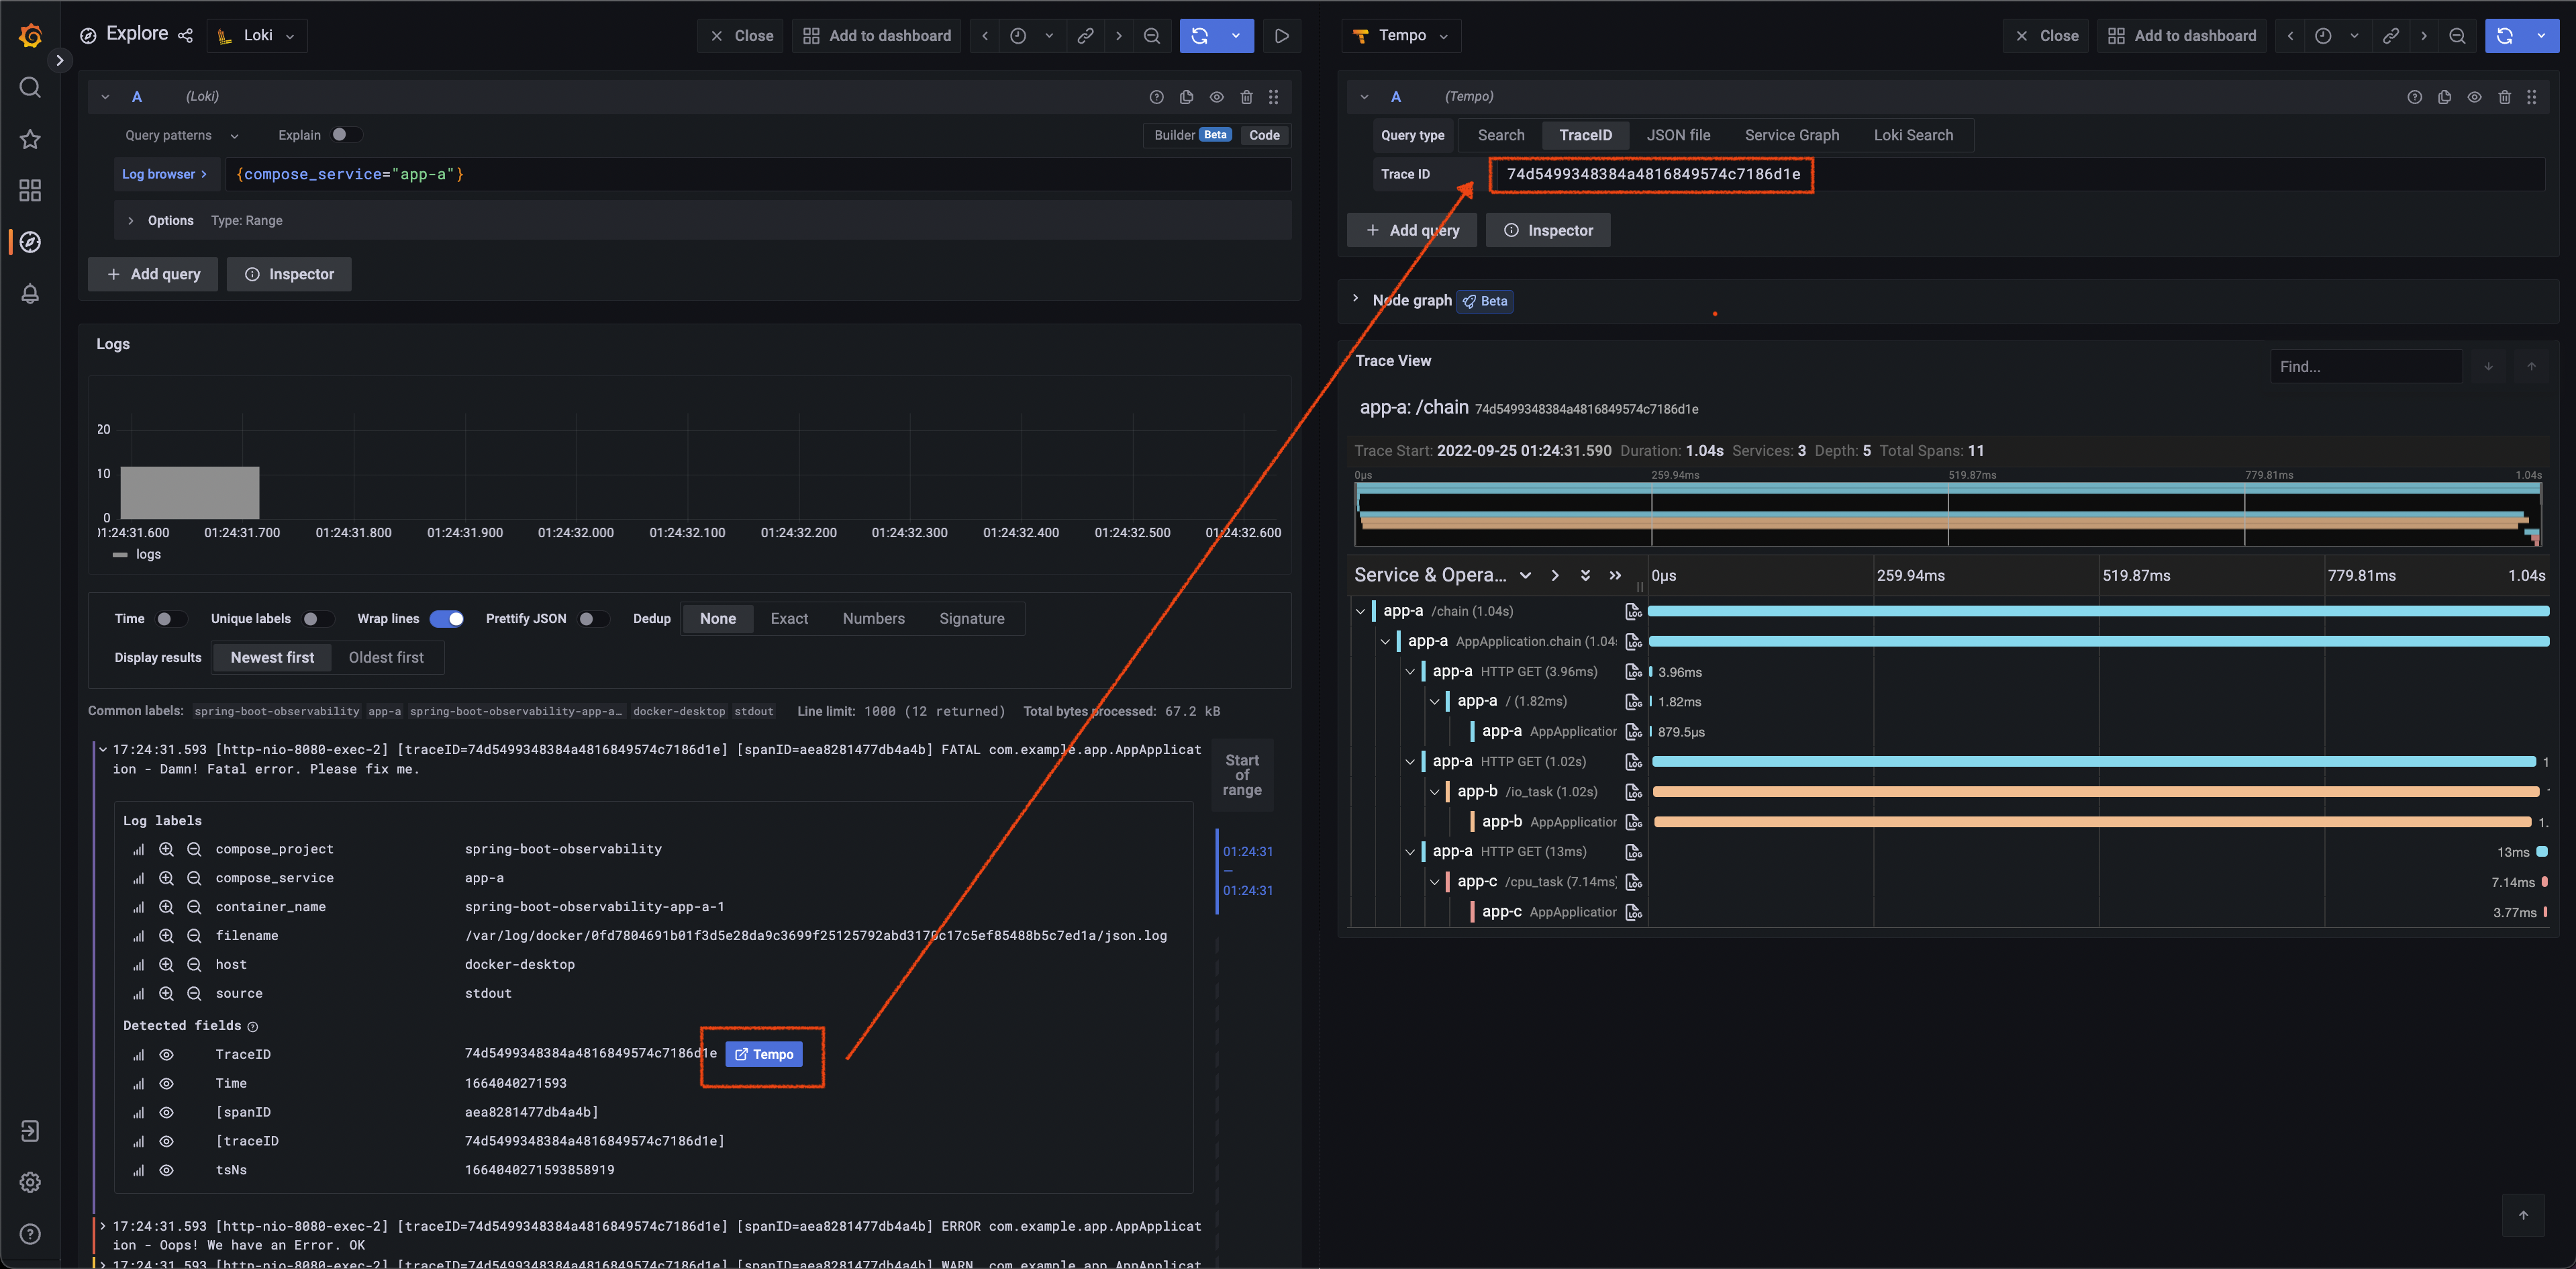 Explore
Loki
Close
Add to dashboard
A
(Loki)
Query patterns
Explain
Builder
Beta
Code
Log browser
{compose_service="app-a"}
Options
Type: Range
Add query
Inspector
Logs
20
10
0
01:24:31.600
01:24:31.700
01:24:31.800
01:24:31.900
01:24:32.000
01:24:32.100
01:24:32.200
01:24:32.300
01:24:32.400
01:24:32.500
01:24:32.600
logs
Time
Unique labels
Wrap lines
Prettify JSON
Dedup
None
Exact
Numbers
Signature
Display results
Newest first
Oldest first
Common labels: spring-boot-observability app-a spring-boot-observability-app-a… docker-desktop stdout Line limit: 1000 (12 returned) Total bytes processed: 67.2 kB
17:24:31.593 [http-nio-8080-exec-2] [traceID=74d5499348384a4816849574c7186d1e] [spanID=aea8281477db4a4b] FATAL com.example.app.AppApplicat
ion - Damn! Fatal error. Please fix me.
Start
of
range
01:24:31
—
01:24:31
Log labels
compose_project spring-boot-observability
compose_service app-a
container_name spring-boot-observability-app-a-1
filename /var/log/docker/0fd7804691b01f3d5e28da9c3699f25125792abd3170c17c5ef85488b5c7ed1a/json.log
host docker-desktop
source stdout
Detected fields
TraceID 74d5499348384a4816849574c7186d1e Tempo
Time 1664040271593
[spanID aea8281477db4a4b]
[traceID 74d5499348384a4816849574c7186d1e]
tsNs 1664040271593858919
17:24:31.593 [http-nio-8080-exec-2] [traceID=74d5499348384a4816849574c7186d1e] [spanID=aea8281477db4a4b] ERROR com.example.app.AppApplicat
ion - Oops! We have an Error. OK
17:24:31.593 [http-nio-8080-exec-2] [traceID=74d5499348384a4816849574c7186d1e] [spanID=aea8281477db4a4b] WARN com.example.app.AppApplicat
Tempo
Close
Add to dashboard
A
(Tempo)
Query type
Search
TraceID
JSON file
Service Graph
Loki Search
Trace ID
74d5499348384a4816849574c7186d1e
Add query
Inspector
Node graph
Beta
Trace View
Find...
app-a: /chain 74d5499348384a4816849574c7186d1e
Trace Start: 2022-09-25 01:24:31.590 Duration: 1.04s Services: 3 Depth: 5 Total Spans: 11
0µs
259.94ms
519.87ms
779.81ms
1.04s
Service & Opera...
0µs
259.94ms
519.87ms
779.81ms
1.04s
app-a /chain (1.04s) LOG
app-a AppApplication.chain (1.04s LOG
app-a HTTP GET (3.96ms) LOG 3.96ms
app-a / (1.82ms) LOG 1.82ms
app-a AppApplication LOG 879.5µs
app-a HTTP GET (1.02s) LOG 1
app-b /io_task (1.02s) LOG
app-b AppApplication LOG 1.
app-a HTTP GET (13ms) LOG 13ms
app-c /cpu_task (7.14ms) LOG 7.14ms
app-c AppApplication LOG 3.77ms